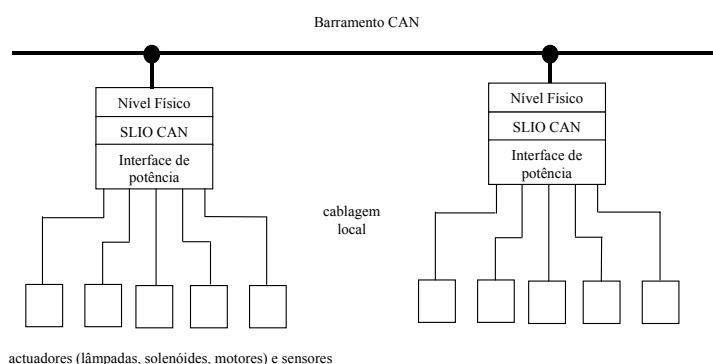 Barramento CAN
Nível Físico
SLIO CAN
Interface de
potência
Nível Físico
SLIO CAN
Interface de
potência
cablagem
local
actuadores (lâmpadas, solenóides, motores) e sensores